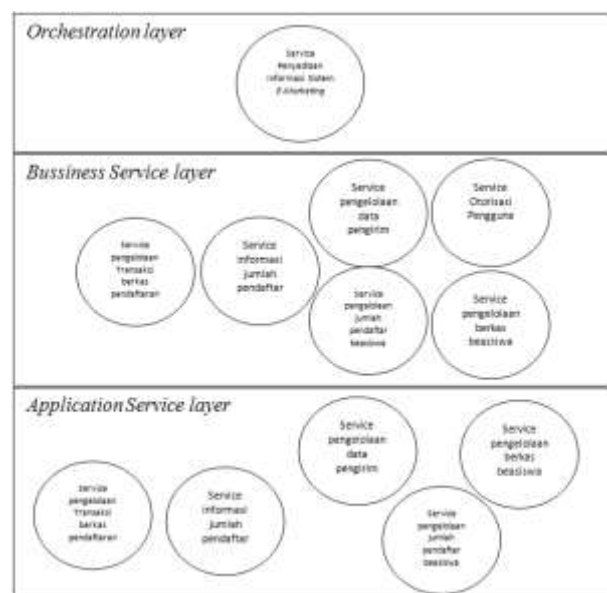 Orchestration layer
Service
Penyediaan
Informasi Sistem
E-Marketing
Bussiness Service layer
Service
pengelolaan
data
pengirim
Service
Otorisasi
Pengguna
Service
pengelolaan
Transaksi
berkas
pendaftaran
Service
Informasi
jumlah
pendaftar
Service
pengelolaan
jumlah
pendaftar
beasiswa
Service
pengelolaan
berkas
beasiswa
Application Service layer
Service
pengelolaan
data
pengirim
Service
pengelolaan
berkas
beasiswa
Service
pengelolaan
Transaksi
berkas
pendaftaran
Service
informasi
jumlah
pendaftar
Service
pengelolaan
jumlah
pendaftar
beasiswa